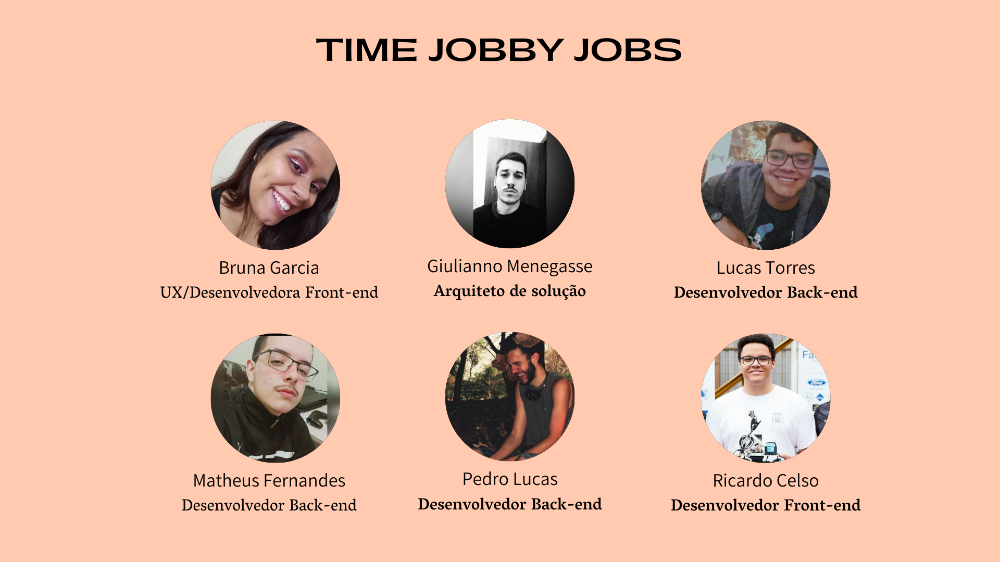 TIME JOBBY JOBS
Bruna Garcia
UX/Desenvolvedora Front-end
Giulianno Menegasse
Arquiteto de solução
Lucas Torres
Desenvolvedor Back-end
Matheus Fernandes
Desenvolvedor Back-end
Pedro Lucas
Desenvolvedor Back-end
Ford
Ricardo Celso
Desenvolvedor Front-end